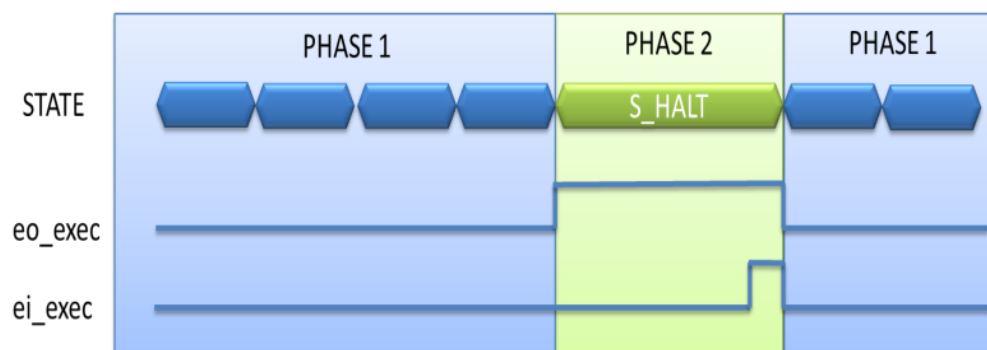 PHASE 1 PHASE 2 PHASE 1
STATE S_HALT
eo_exec
ei_exec